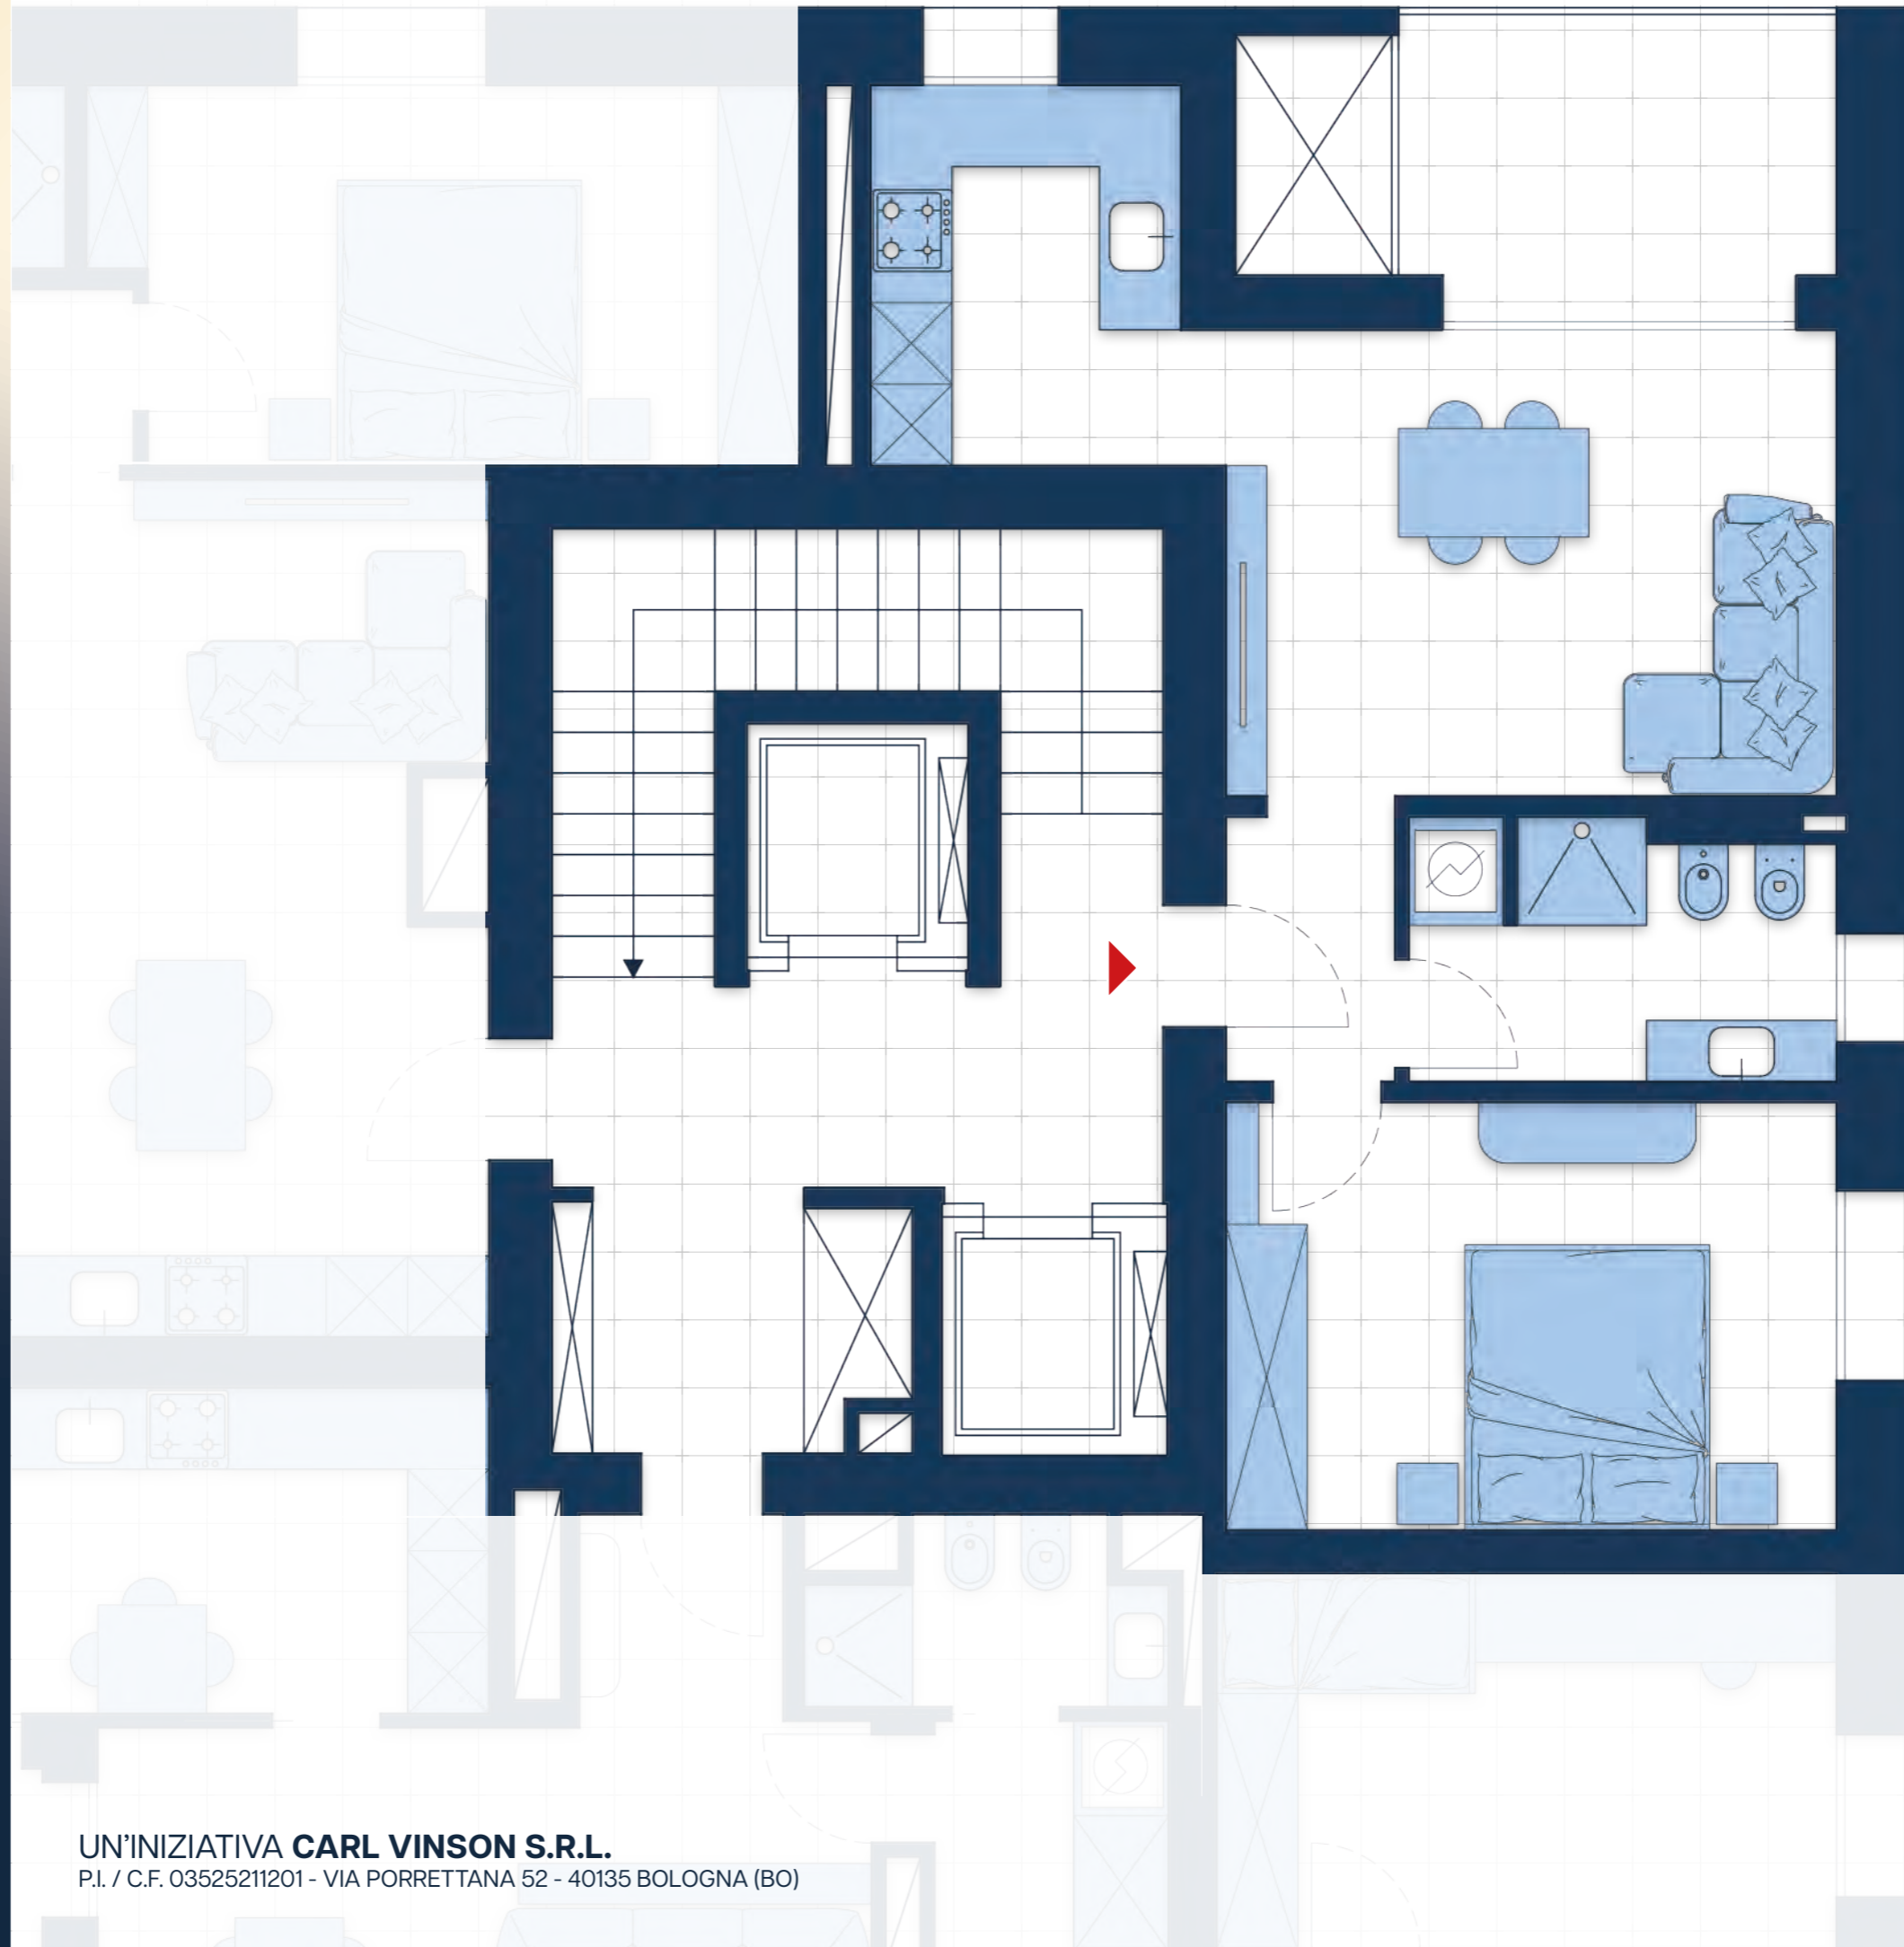 UN'INIZIATIVA CARL VINSON S.R.L.
P.I. / C.F. 03525211201 - VIA PORRETTANA 52 - 40135 BOLOGNA (BO)